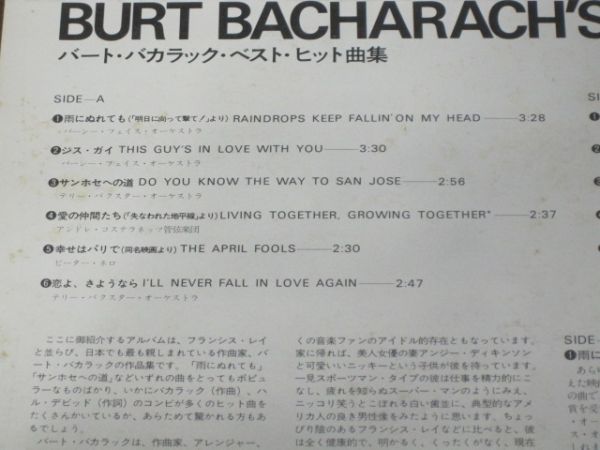 BURT BACHARACH'S
バート・バカラック・ベスト・ヒット曲集
SIDE—A
❶雨にぬれても(「明日に向って撃て!」より) RAINDROPS KEEP FALLIN' ON MY HEAD——3:28
パーシー・フェイス・オーケストラ
❷ジス・ガイ THIS GUY'S IN LOVE WITH YOU——3:30
パーシー・フェイス・オーケストラ
❸サンホセへの道 DO YOU KNOW THE WAY TO SAN JOSE——2:56
テリー・バクスター・オーケストラ
❹愛の仲間たち(「失なわれた地平線」より) LIVING TOGETHER, GROWING TOGETHER*——2:37
アンドレ・コステラネッツ管弦楽団
❺幸せはパリで(同名映画より) THE APRIL FOOLS——2:30
ピーター・ネロ
❻恋よ、さようなら I'LL NEVER FALL IN LOVE AGAIN——2:47
テリー・バクスター・オーケストラ
ここに御紹介するアルバムは、フランシス・レイ
と並らび、日本でも最も親しまれている作曲家、バー
ト・バカラックの作品集です。「雨にぬれても」
「サンホセへの道」などいずれの曲をとってもポピュ
ラーなものばかり、いかにバカラック(作曲)、ハ
ル・デビッド(作詞)のコンビが多くのヒット曲を
たくさんかいているか、あらためて驚かれる方もあ
るでしょう。
バート・バカラックは、作曲家、アレンジャー、
くの音楽ファンのアイドル的存在ともなっています。
家に帰れば、美人女優の妻アンジー・ディキンソン
と可愛いいニッキーという子供が彼を待っています。
一見スポーツマン・タイプの彼は仕事を精力的にこ
なし、疲れを知らぬスーパー・マンのようにみえ、
ニッコリ笑うとこぼれる白い歯並に、典型的なアメ
リカ人の良き男性像をみたように思います。ちょっ
ぴり陰のあるフランシス・レイなどに比べると、彼
は全く健康的で、明かるく、くったくがなく、現在
SIDE—
❶雨に